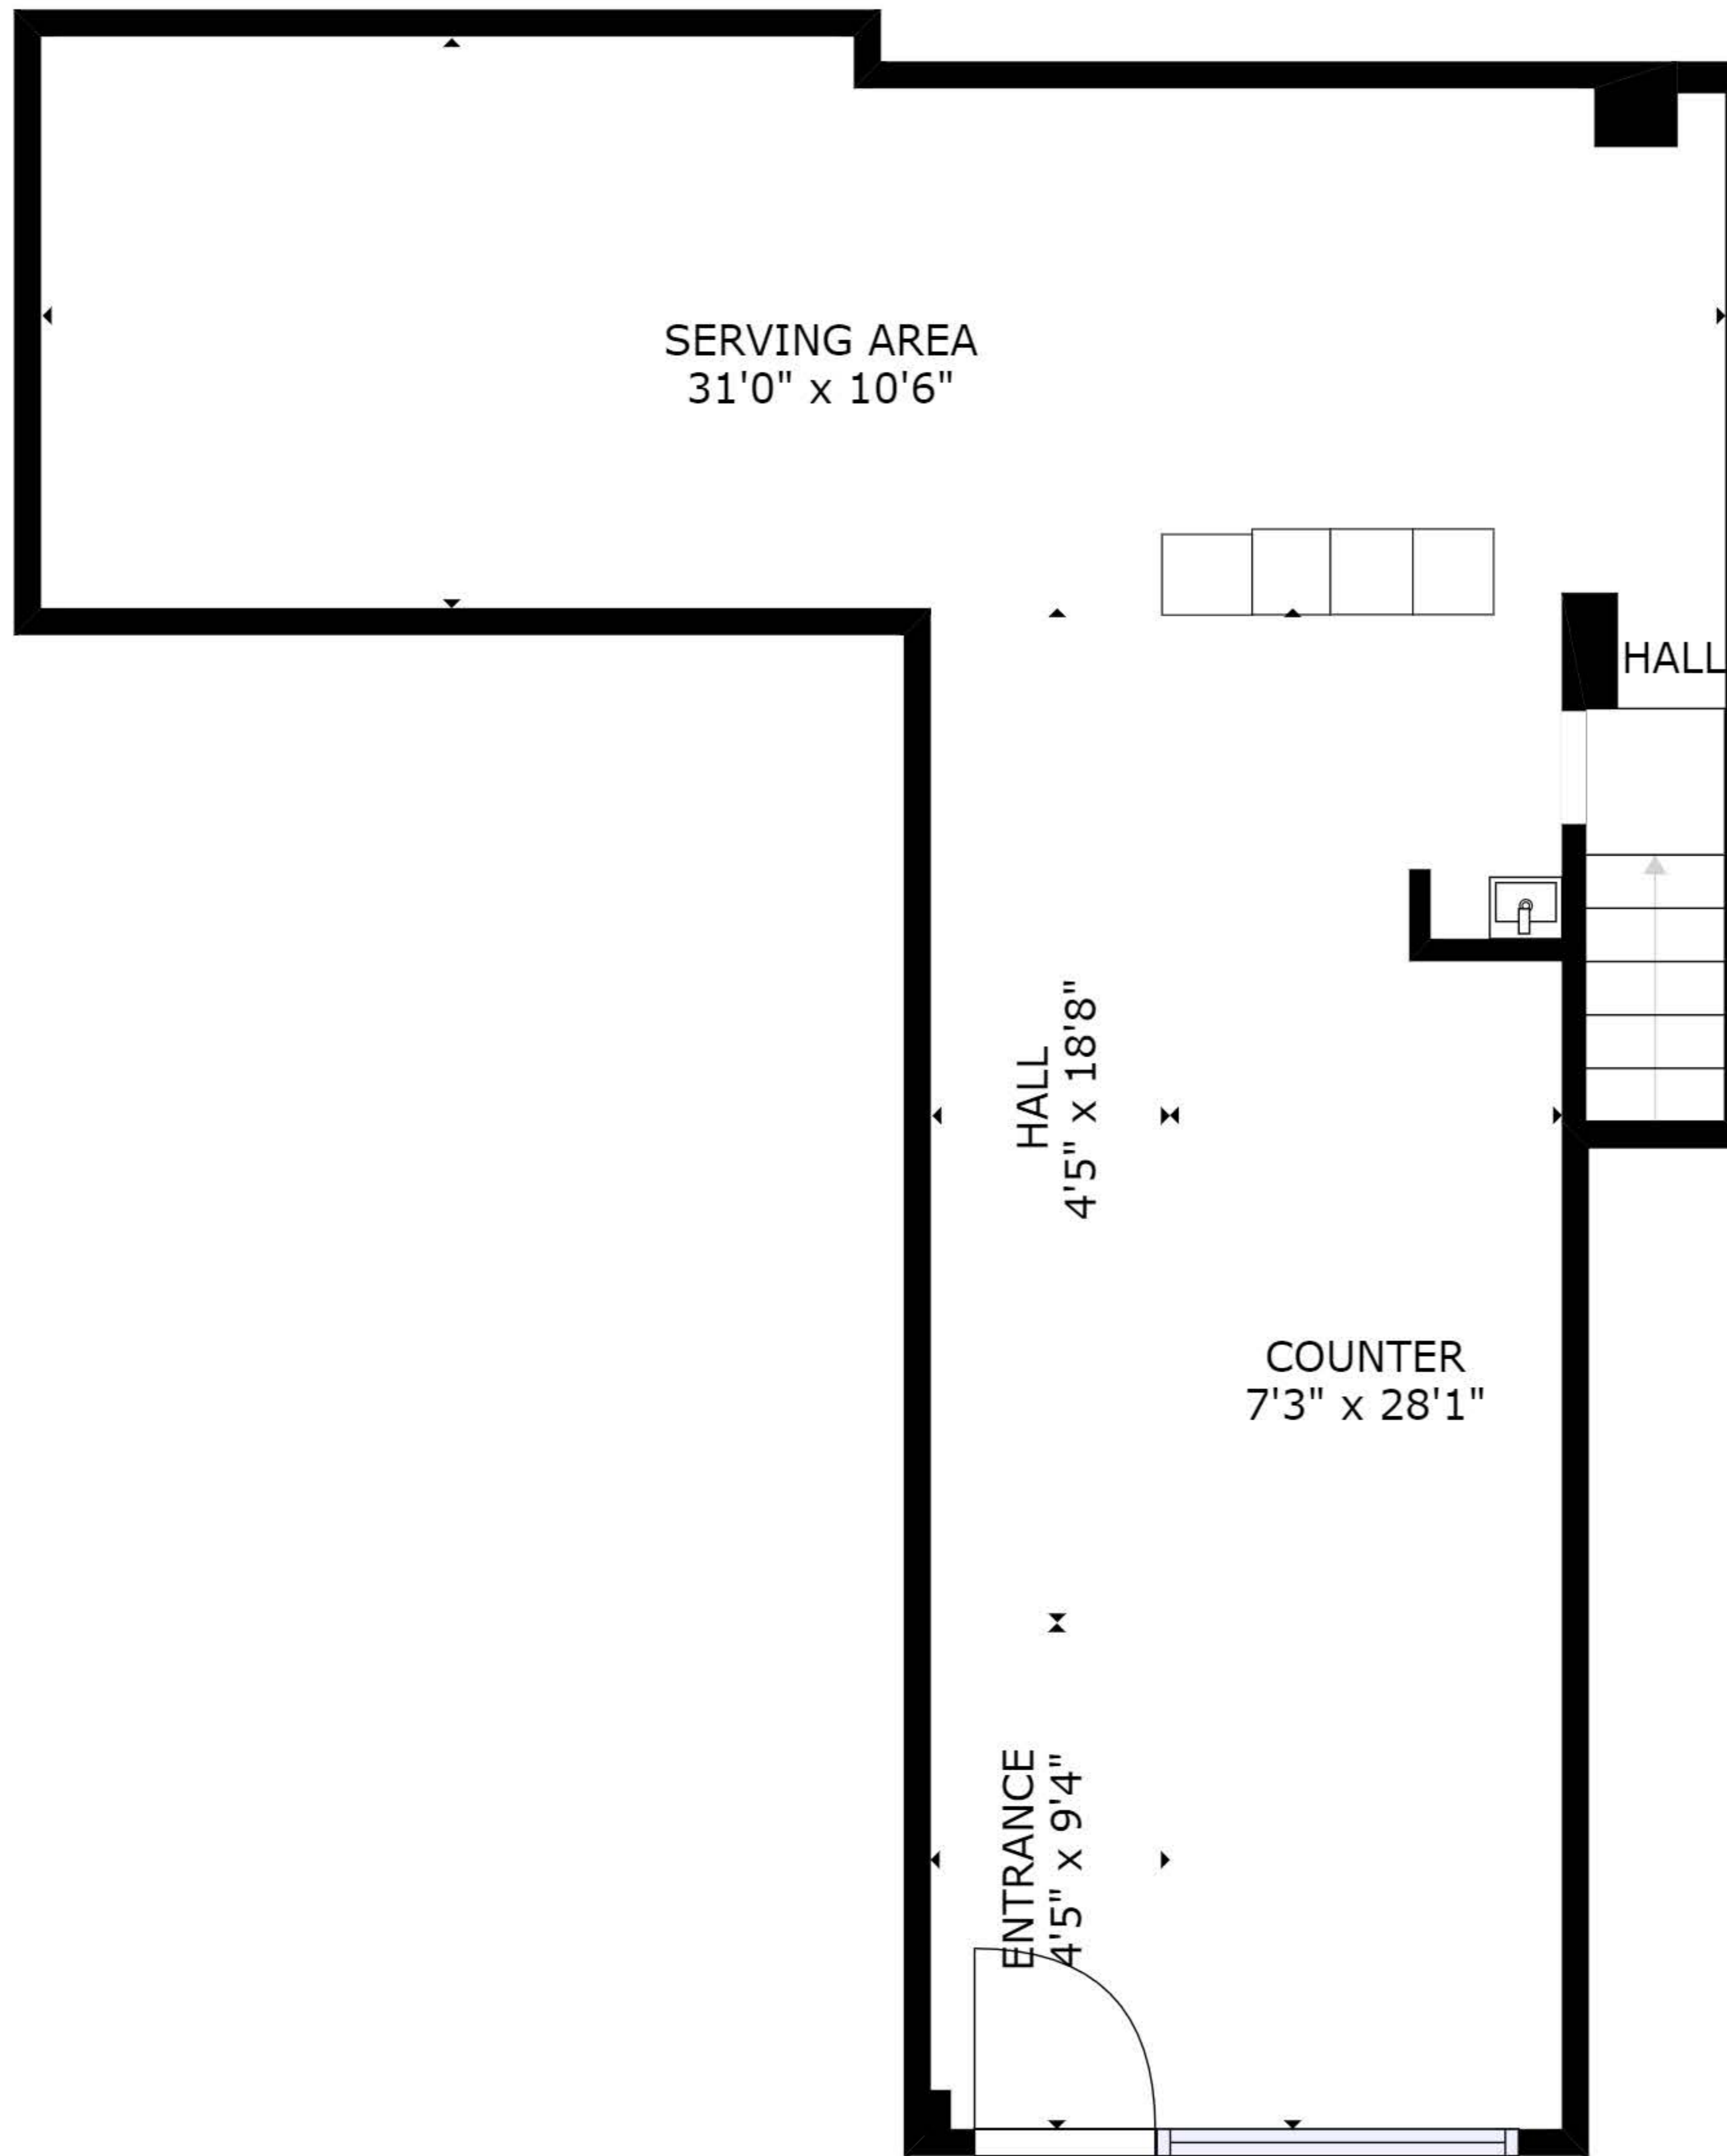 SERVING AREA
31'0" x 10'6"
HALL
HALL
4'5" x 18'8"
COUNTER
7'3" x 28'1"
ENTRANCE
4'5" x 9'4"